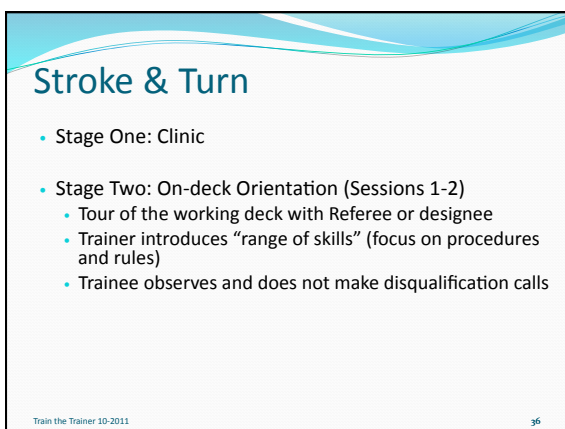 Stroke & Turn
• Stage One: Clinic
• Stage Two: On-deck Orientation (Sessions 1-2)
• Tour of the working deck with Referee or designee
• Trainer introduces “range of skills” (focus on procedures
and rules)
• Trainee observes and does not make disqualification calls
Train the Trainer 10-2011
36